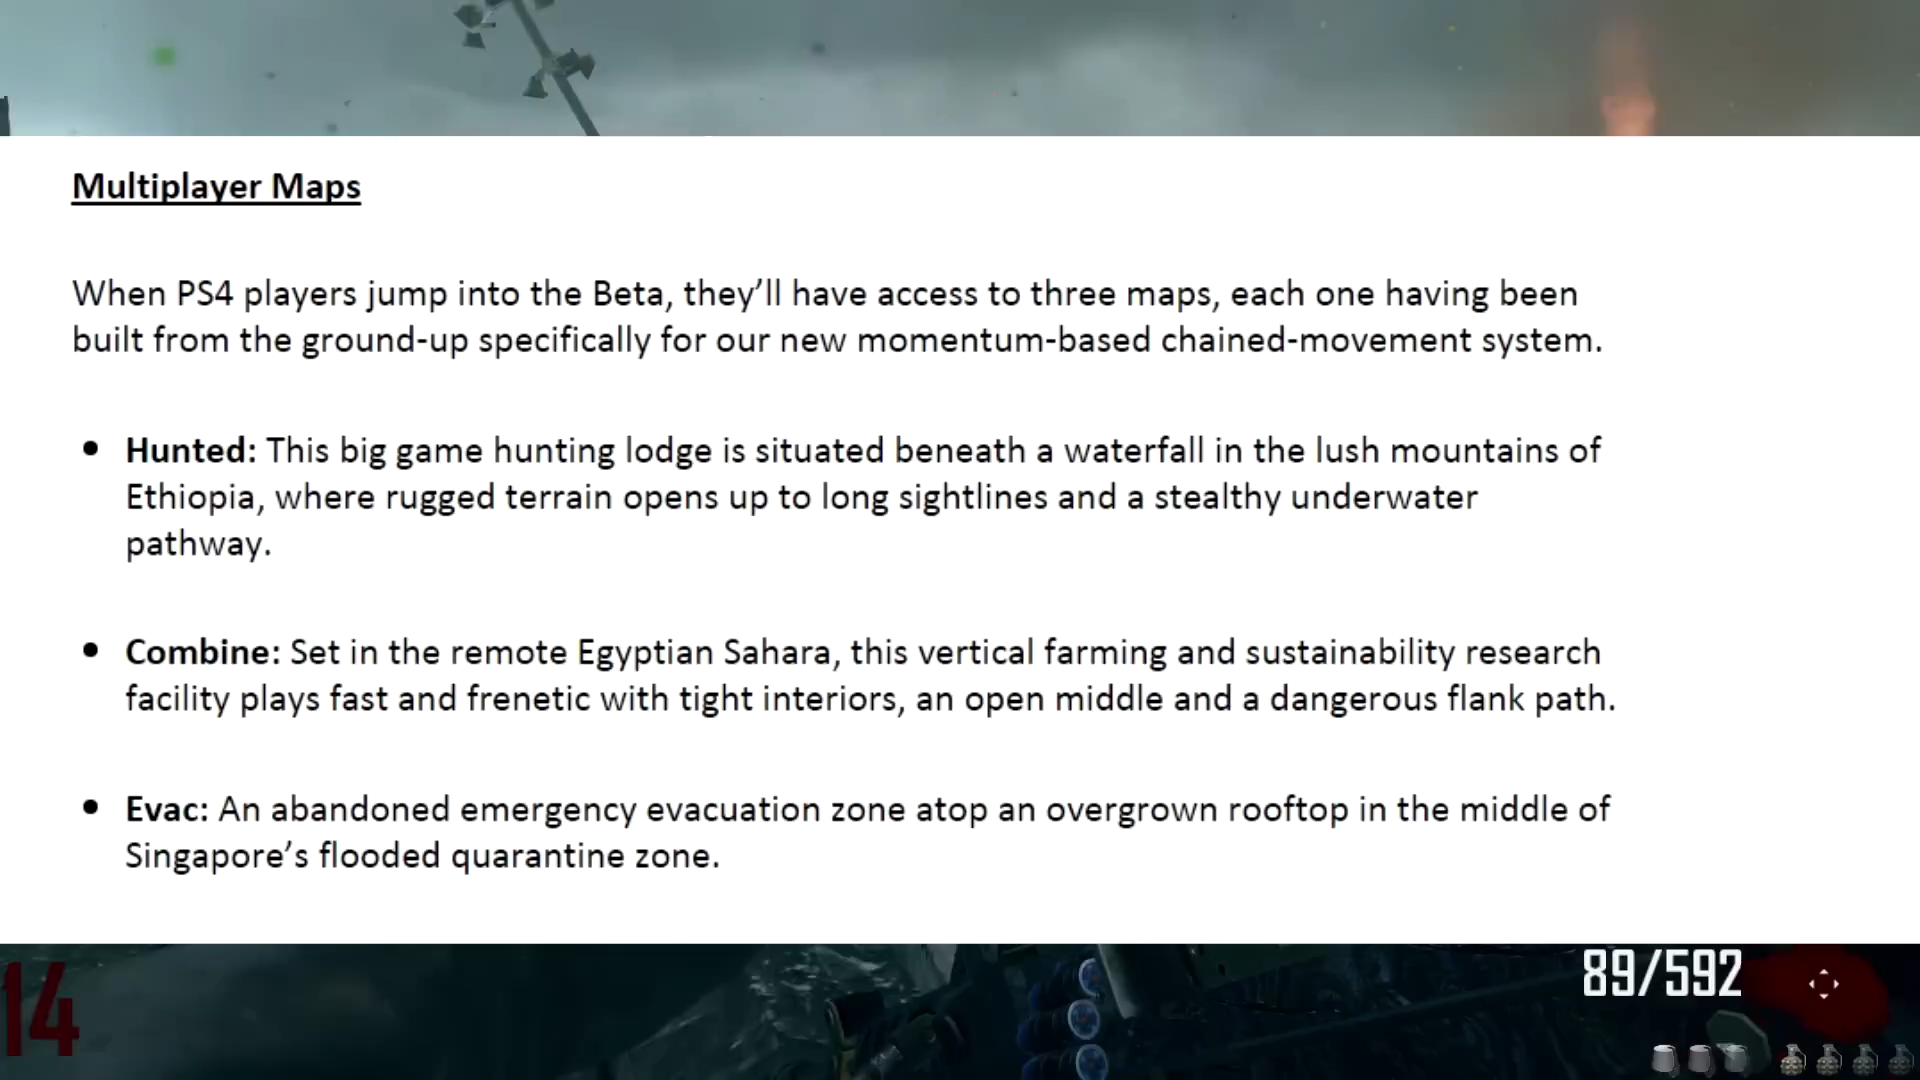 Multiplayer Maps
When PS4 players jump into the Beta, they’ll have access to three maps, each one having been
built from the ground-up specifically for our new momentum-based chained-movement system.
• Hunted: This big game hunting lodge is situated beneath a waterfall in the lush mountains of
Ethiopia, where rugged terrain opens up to long sightlines and a stealthy underwater
pathway.
• Combine: Set in the remote Egyptian Sahara, this vertical farming and sustainability research
facility plays fast and frenetic with tight interiors, an open middle and a dangerous flank path.
• Evac: An abandoned emergency evacuation zone atop an overgrown rooftop in the middle of
Singapore’s flooded quarantine zone.
89/592
14